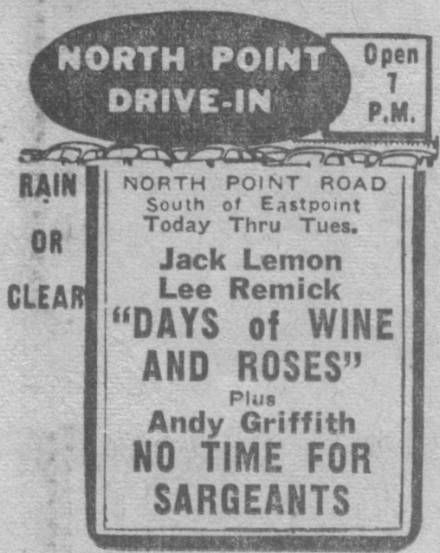 NORTH POINT
DRIVE-IN
Open
7
P.M.
RAIN
OR
CLEAR
NORTH POINT ROAD
South of Eastpoint
Today Thru Tues.
Jack Lemon
Lee Remick
"DAYS of WINE
AND ROSES"
Plus
Andy Griffith
NO TIME FOR
SARGEANTS